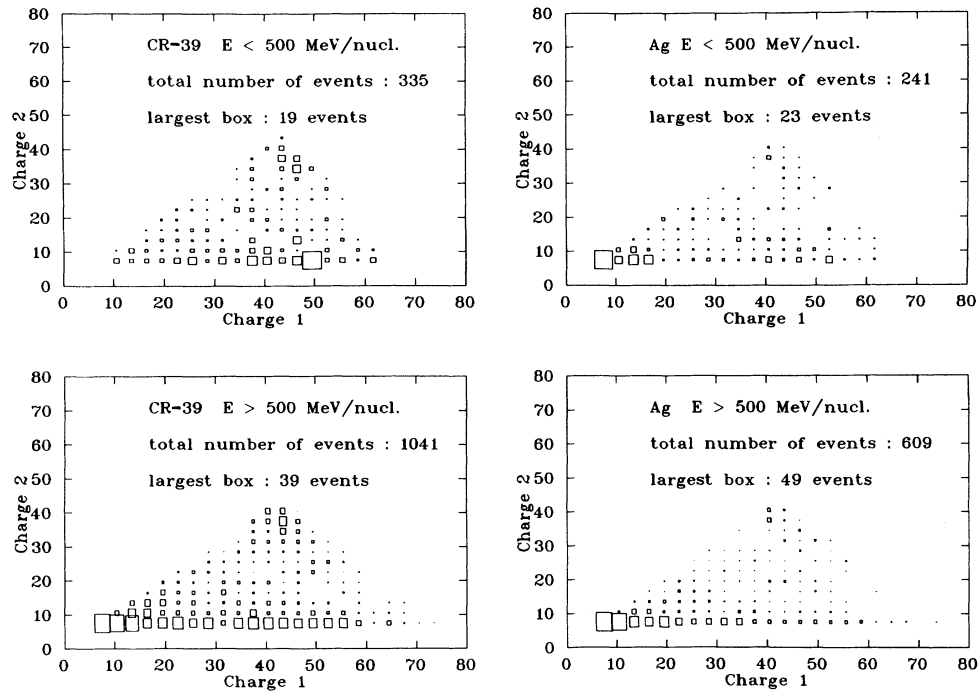 80
70
60
50
40
30
20
10
0
Charge 2
CR-39 E < 500 MeV/nucl.
total number of events : 335
largest box : 19 events
0 10 20 30 40 50 60 70 80
Charge 1
80
70
60
50
40
30
20
10
0
Charge 2
Ag E < 500 MeV/nucl.
total number of events : 241
largest box : 23 events
0 10 20 30 40 50 60 70 80
Charge 1
80
70
60
50
40
30
20
10
0
Charge 2
CR-39 E > 500 MeV/nucl.
total number of events : 1041
largest box : 39 events
0 10 20 30 40 50 60 70 80
Charge 1
80
70
60
50
40
30
20
10
0
Charge 2
Ag E > 500 MeV/nucl.
total number of events : 609
largest box : 49 events
0 10 20 30 40 50 60 70 80
Charge 1